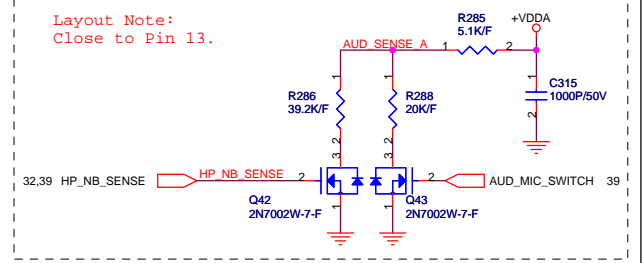 Layout Note:
Close to Pin 13.
R285
5.1K/F
+VDDA
AUD_SENSE_A
1
2
R286
39.2K/F
1
2
R288
20K/F
1
2
1
C315
1000P/50V
2
32,39 HP_NB_SENSE
HP_NB_SENSE
2
3
1
Q42
2N7002W-7-F
3
1
2
Q43
2N7002W-7-F
AUD_MIC_SWITCH 39